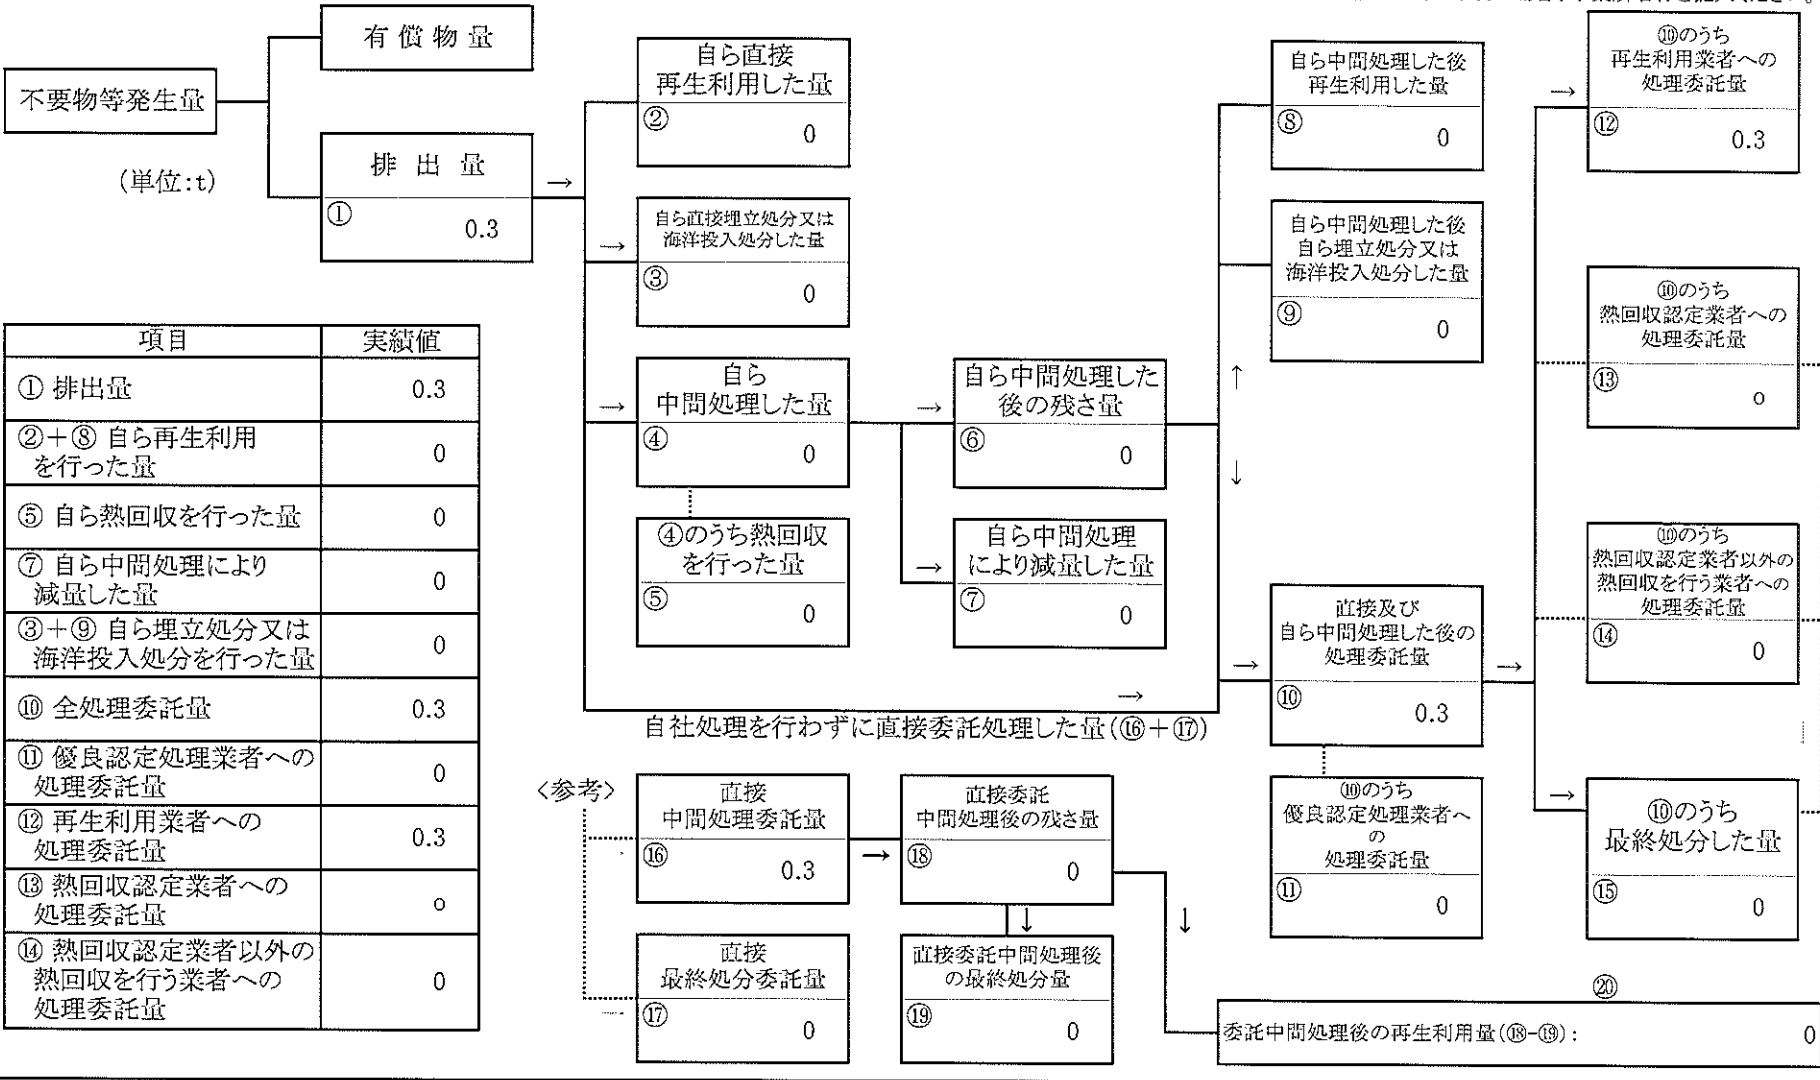 不要物等発生量
(単位:t)
有償物量
排出量
①
0.3
→
自ら直接
再生利用した量
②
0
→
自ら直接埋立処分又は
海洋投入処分した量
③
0
→
自ら
中間処理した量
④
0
④のうち熱回収
を行った量
⑤
0
→
自ら中間処理した
後の残さ量
⑥
0
→
自ら中間処理
により減量した量
⑦
0
自ら中間処理した後
再生利用した量
⑧
0
自ら中間処理した後
自ら埋立処分又は
海洋投入処分した量
⑨
0
↑
↓
→
自社処理を行わずに直接委託処理した量(⑯+⑰)
→
直接及び
自ら中間処理した後の
処理委託量
⑩
0.3
⑩のうち
優良認定処理業者へ
の
処理委託量
⑪
0
→
→
⑩のうち
再生利用業者への
処理委託量
⑫
0.3
⑩のうち
熱回収認定業者への
処理委託量
⑬
o
⑩のうち
熱回収認定業者以外の
熱回収を行う業者への
処理委託量
⑭
0
→
⑩のうち
最終処分した量
⑮
0
項目 実績値
① 排出量 0.3
②+⑧ 自ら再生利用
を行った量 0
⑤ 自ら熱回収を行った量 0
⑦ 自ら中間処理により
減量した量 0
③+⑨ 自ら埋立処分又は
海洋投入処分を行った量 0
⑩ 全処理委託量 0.3
⑪ 優良認定処理業者への
処理委託量 0
⑫ 再生利用業者への
処理委託量 0.3
⑬ 熱回収認定業者への
処理委託量 o
⑭ 熱回収認定業者以外の
熱回収を行う業者への
処理委託量 0
<参考>
直接
中間処理委託量
⑯
0.3
→
直接委託
中間処理後の残さ量
⑱
0
↓
↓
直接
最終処分委託量
⑰
0
直接委託中間処理後
の最終処分量
⑲
0
⑳
委託中間処理後の再生利用量(⑱-⑲): 0